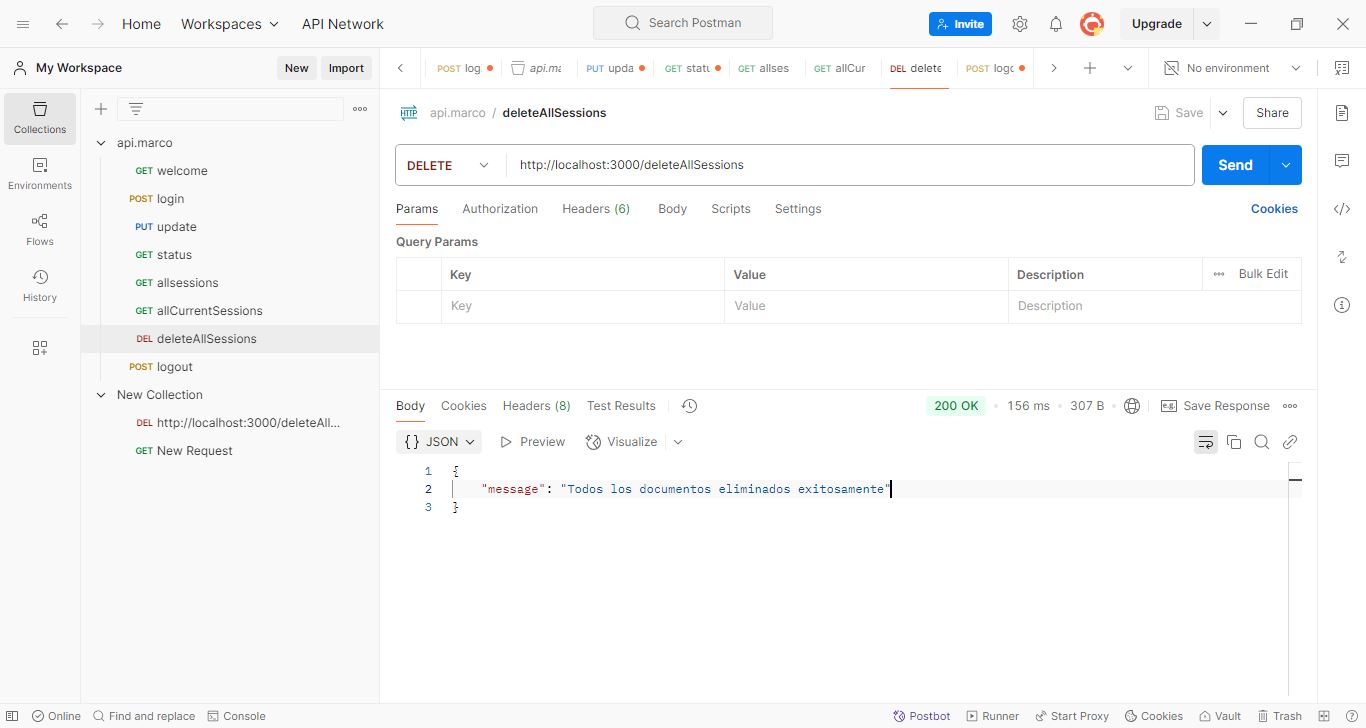 Home Workspaces API Network Search Postman Invite Upgrade
My Workspace New Import
POST log api.ma PUT upda GET statu GET allses GET allCur DEL delete POST logo No environment
Collections
Environments
Flows
History
api.marco
GET welcome
POST login
PUT update
GET status
GET allsessions
GET allCurrentSessions
DEL deleteAllSessions
POST logout
New Collection
DEL http://localhost:3000/deleteAll...
GET New Request
HTTP api.marco / deleteAllSessions Save Share
DELETE http://localhost:3000/deleteAllSessions Send
Params Authorization Headers (6) Body Scripts Settings Cookies
Query Params
Key Value Description Bulk Edit
Key Value Description
Body Cookies Headers (8) Test Results 200 OK 156 ms 307 B e.g. Save Response
{} JSON Preview Visualize
1 {
2 "message": "Todos los documentos eliminados exitosamente"
3 }
Online Find and replace Console Postbot Runner Start Proxy Cookies Vault Trash